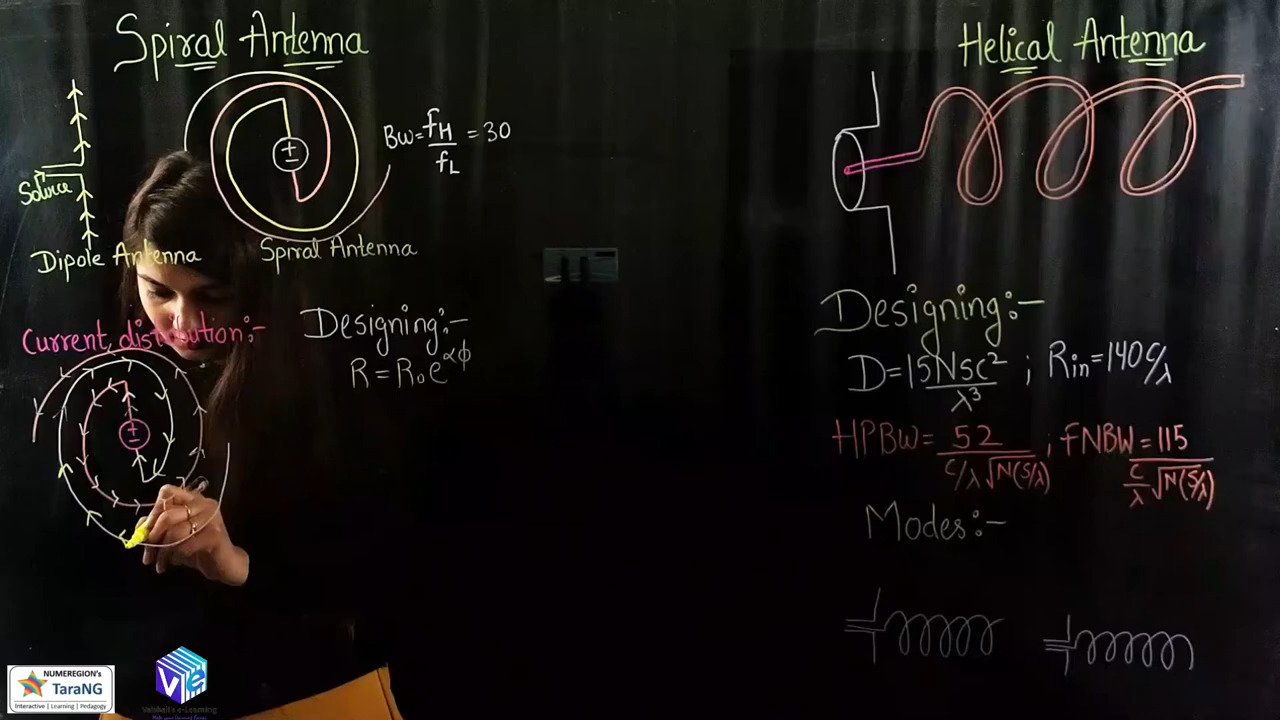 Spiral Antenna
BW = fH/fL = 30
Source
Dipole Antenna
Spiral Antenna
Current distribution:-
Designing:-
R = R₀e^αϕ
±
±
Helical Antenna
Designing:-
D = 15NSC²/λ³ ; Rin = 140 C/λ
HPBW = 52/(C/λ √N(S/λ)) ; fNBW = 115/(C/λ √N(S/λ))
Modes:-
NUMEREGION's
TaraNG
Interactive | Learning | Pedagogy
Vaishali's e-Learning